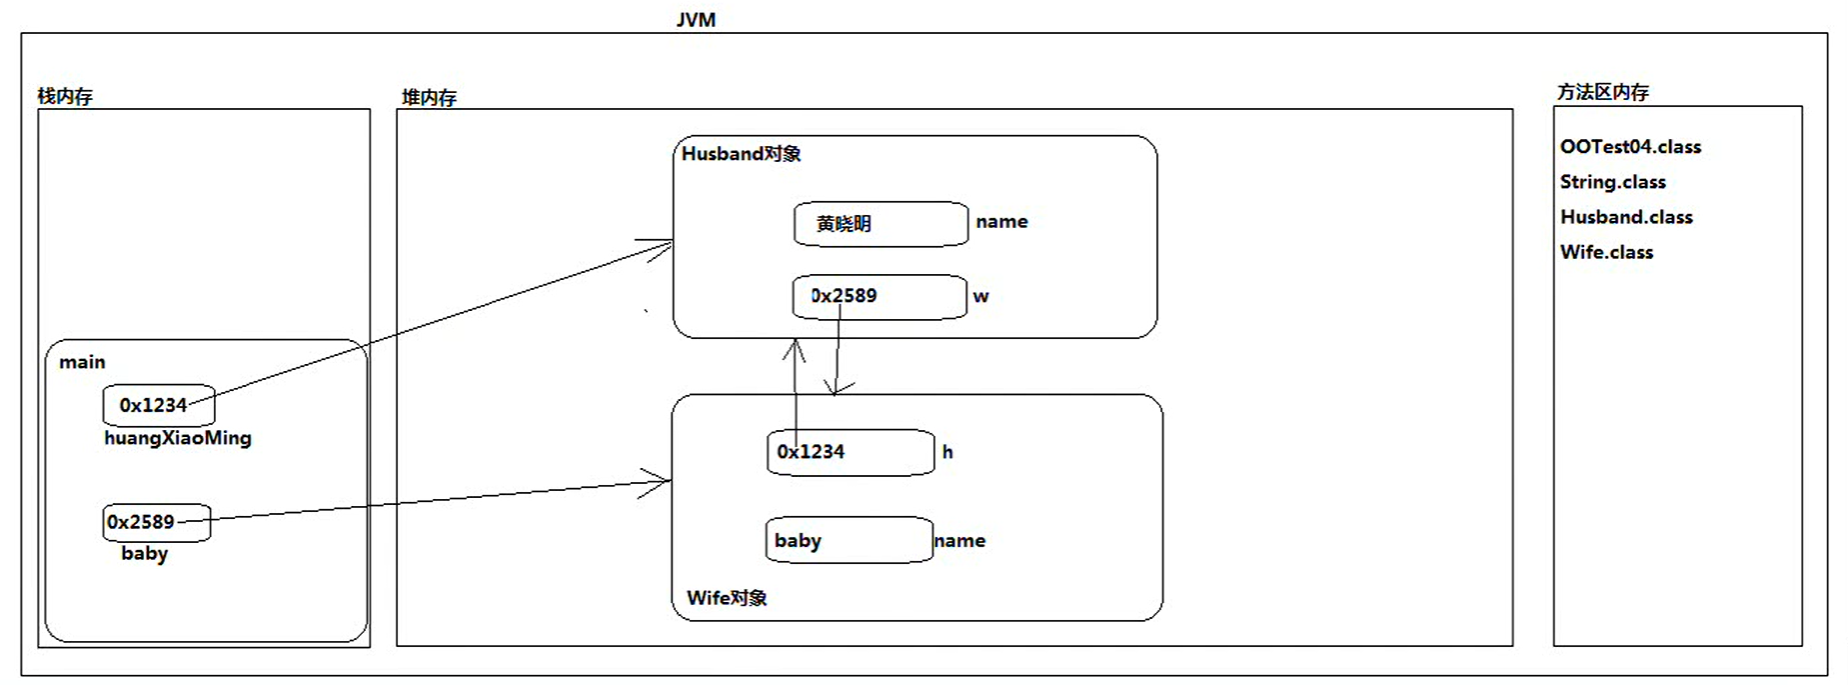 JVM
栈内存
main
0x1234
huangXiaoMing
0x2589
baby
堆内存
Husband对象
黄晓明 name
0x2589 w
0x1234 h
baby name
Wife对象
方法区内存
OOTest04.class
String.class
Husband.class
Wife.class